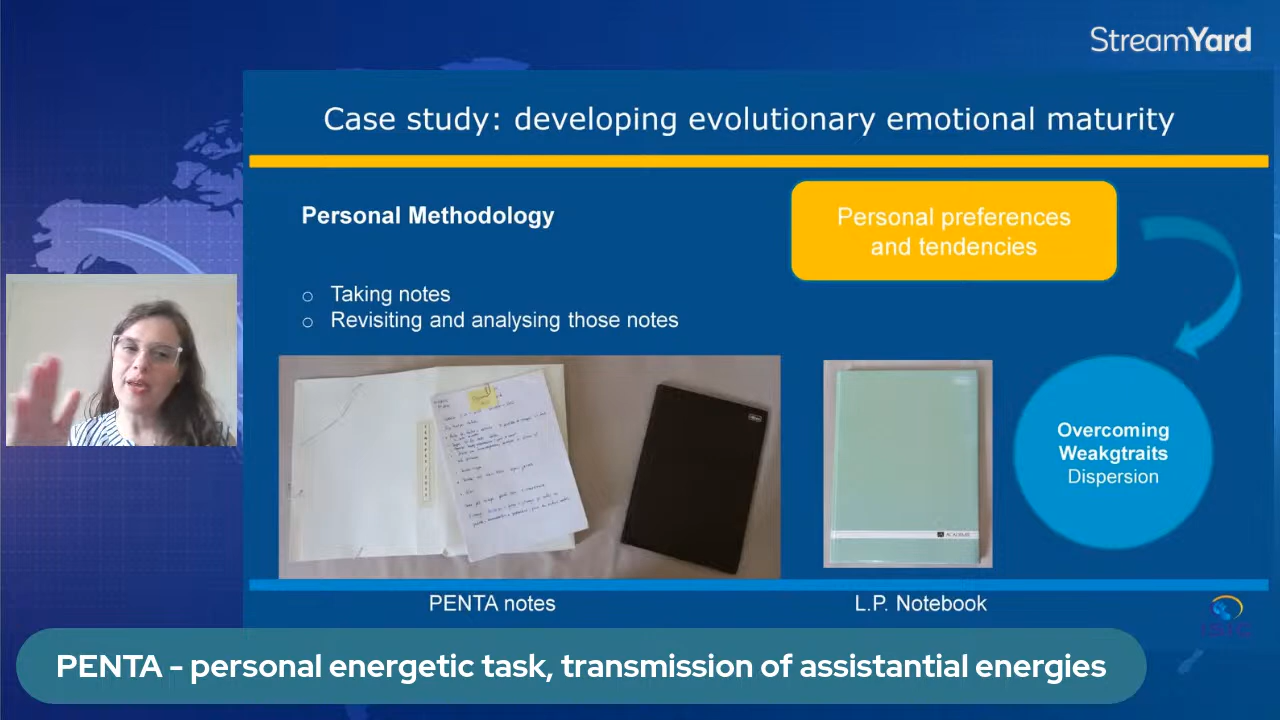 StreamYard
Case study: developing evolutionary emotional maturity
Personal Methodology
Personal preferences
and tendencies
Taking notes
Revisiting and analysing those notes
Overcoming
Weakgtraits
Dispersion
ACADEMIE
PENTA notes
L.P. Notebook
PENTA - personal energetic task, transmission of assistantial energies